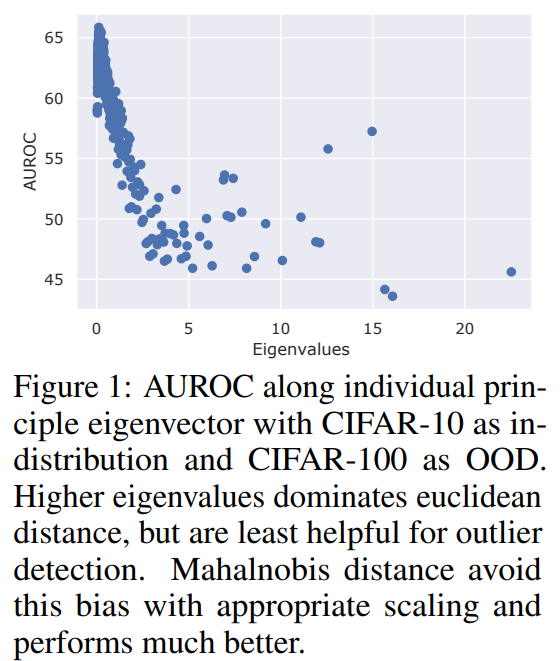 65
60
55
50
45
AUROC
0 5 10 15 20
Eigenvalues
Figure 1: AUROC along individual prin-
ciple eigenvector with CIFAR-10 as in-
distribution and CIFAR-100 as OOD.
Higher eigenvalues dominates euclidean
distance, but are least helpful for outlier
detection. Mahalnobis distance avoid
this bias with appropriate scaling and
performs much better.